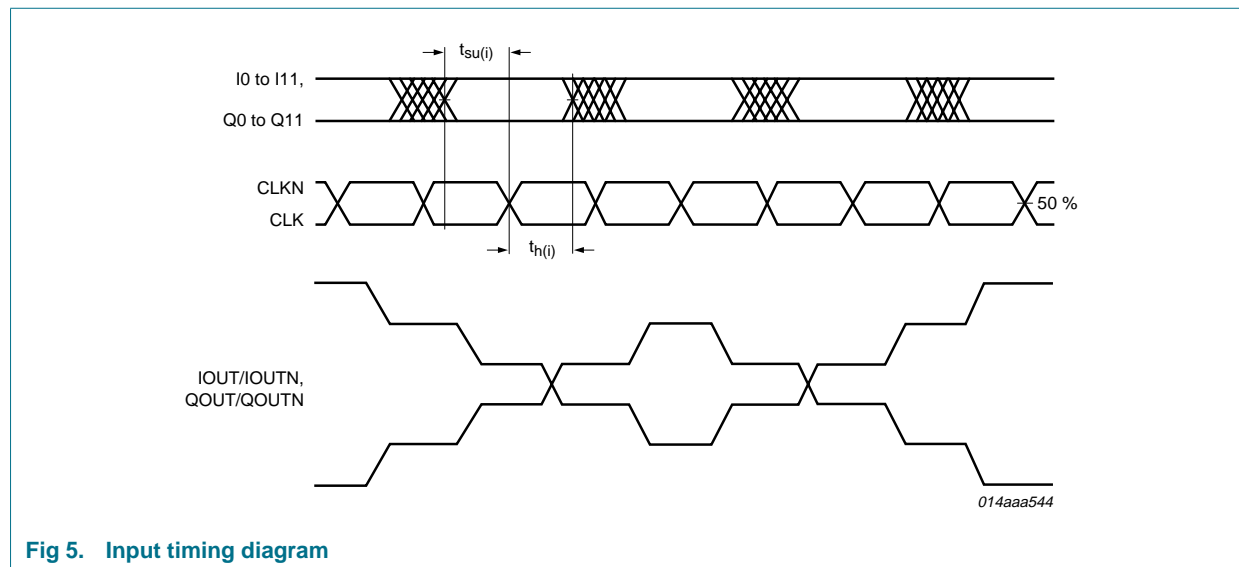 tsu(i)
I0 to I11,
Q0 to Q11
CLKN
CLK
50 %
th(i)
IOUT/IOUTN,
QOUT/QOUTN
014aaa544
Fig 5. Input timing diagram